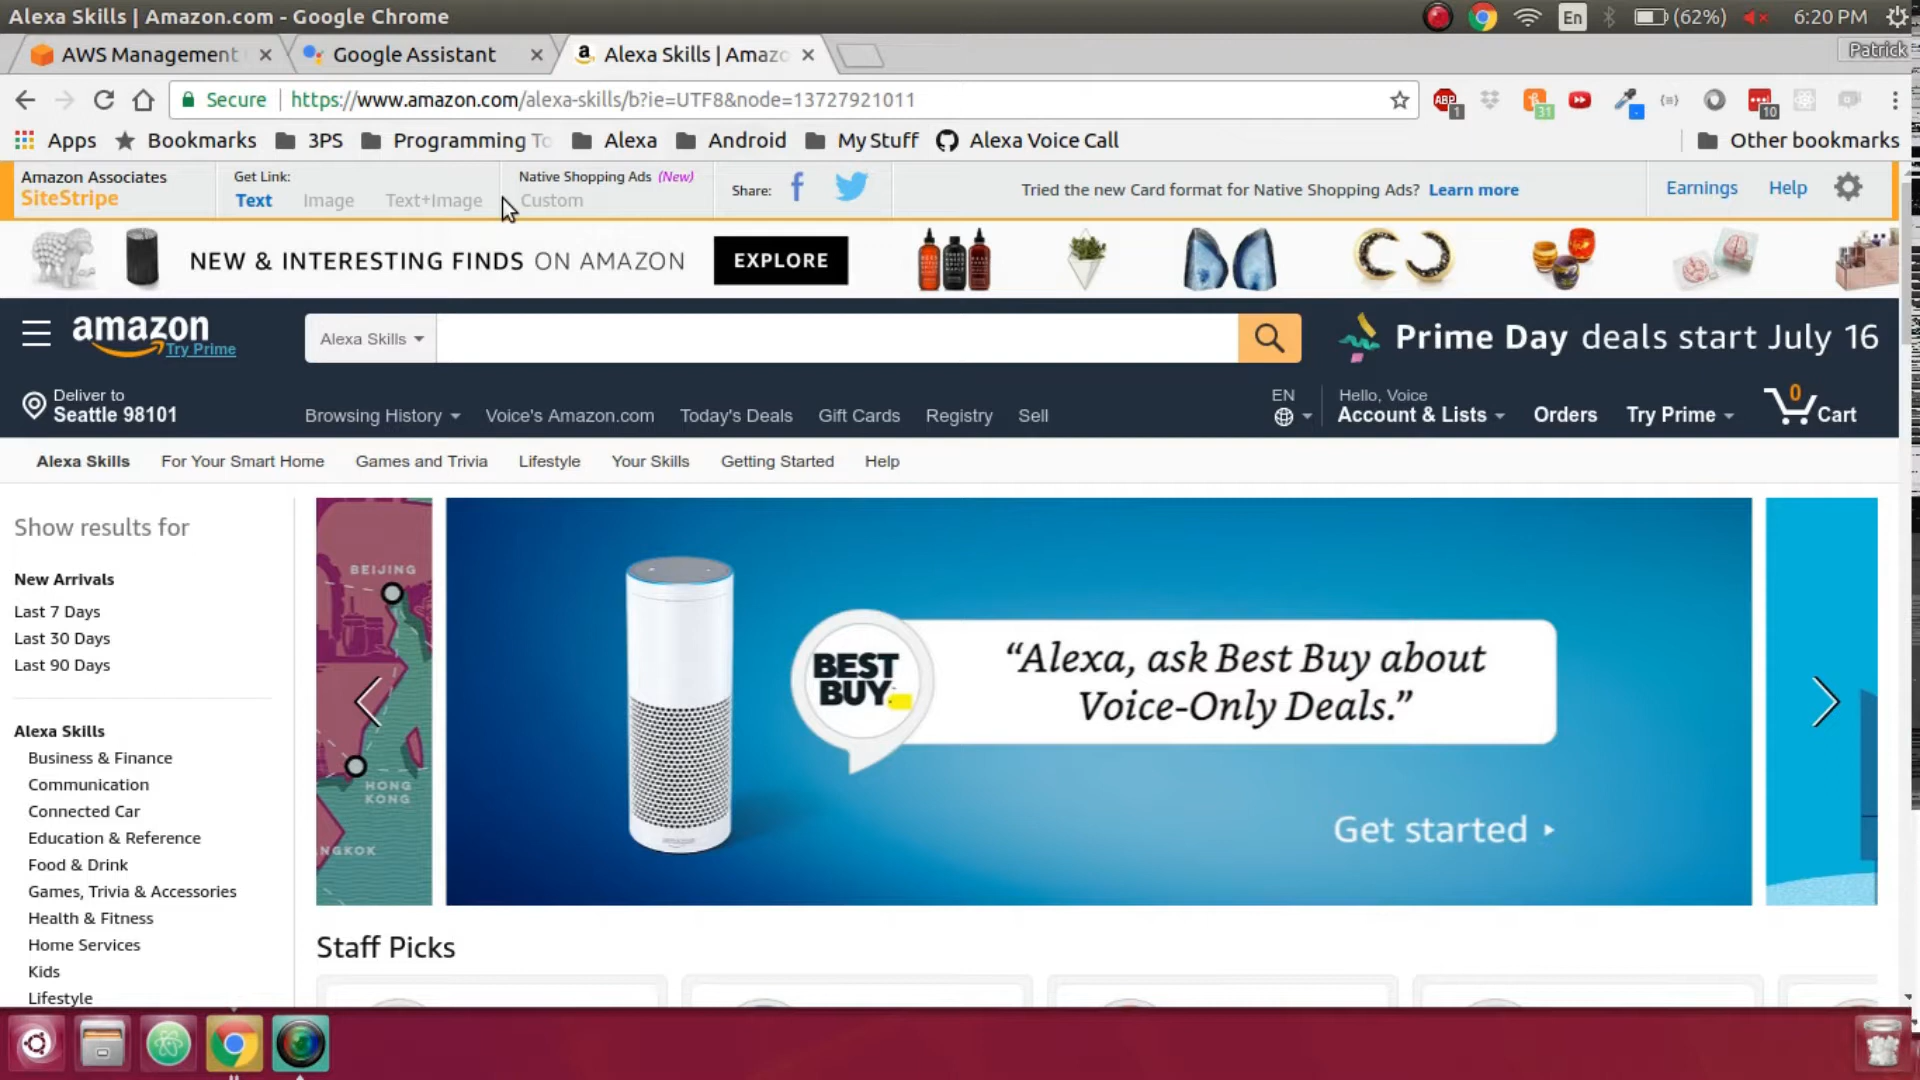 Alexa Skills | Amazon.com - Google Chrome
En
(62%)
6:20 PM
AWS Management
Google Assistant
Alexa Skills | Amazo
Patrick
Secure
https://www.amazon.com/alexa-skills/b?ie=UTF8&node=13727921011
ABP
1
31
10
Apps
Bookmarks
3PS
Programming To
Alexa
Android
My Stuff
Alexa Voice Call
Other bookmarks
Amazon Associates
SiteStripe
Get Link:
Text
Image
Text+Image
Native Shopping Ads (New)
Custom
Share:
Tried the new Card format for Native Shopping Ads? Learn more
Earnings
Help
NEW & INTERESTING FINDS ON AMAZON
EXPLORE
amazon
Try Prime
Alexa Skills
Prime Day deals start July 16
Deliver to
Seattle 98101
Browsing History
Voice's Amazon.com
Today's Deals
Gift Cards
Registry
Sell
EN
Hello, Voice
Account & Lists
Orders
Try Prime
0
Cart
Alexa Skills
For Your Smart Home
Games and Trivia
Lifestyle
Your Skills
Getting Started
Help
Show results for
New Arrivals
Last 7 Days
Last 30 Days
Last 90 Days
Alexa Skills
Business & Finance
Communication
Connected Car
Education & Reference
Food & Drink
Games, Trivia & Accessories
Health & Fitness
Home Services
Kids
Lifestyle
BEIJING
HONG
KONG
NGKOK
BEST
BUY
“Alexa, ask Best Buy about
Voice-Only Deals.”
Get started
amazon
Staff Picks